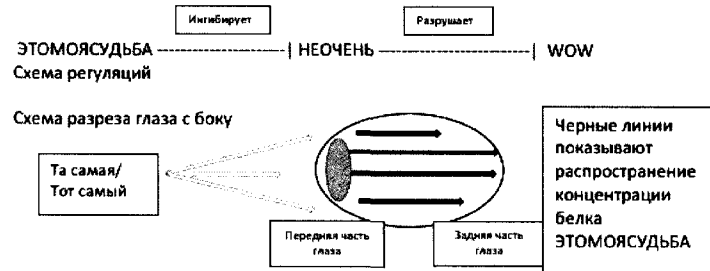 Ингибирует
Разрушает
ЭТОМОЯСУДЬБА
НЕОЧЕНЬ
WOW
Схема регуляций
Схема разреза глаза с боку
Та самая/
Тот самый
Передняя часть
глаза
Задняя часть
глаза
Черные линии
показывают
распространение
концентрации
белка
ЭТОМОЯСУДЬБА